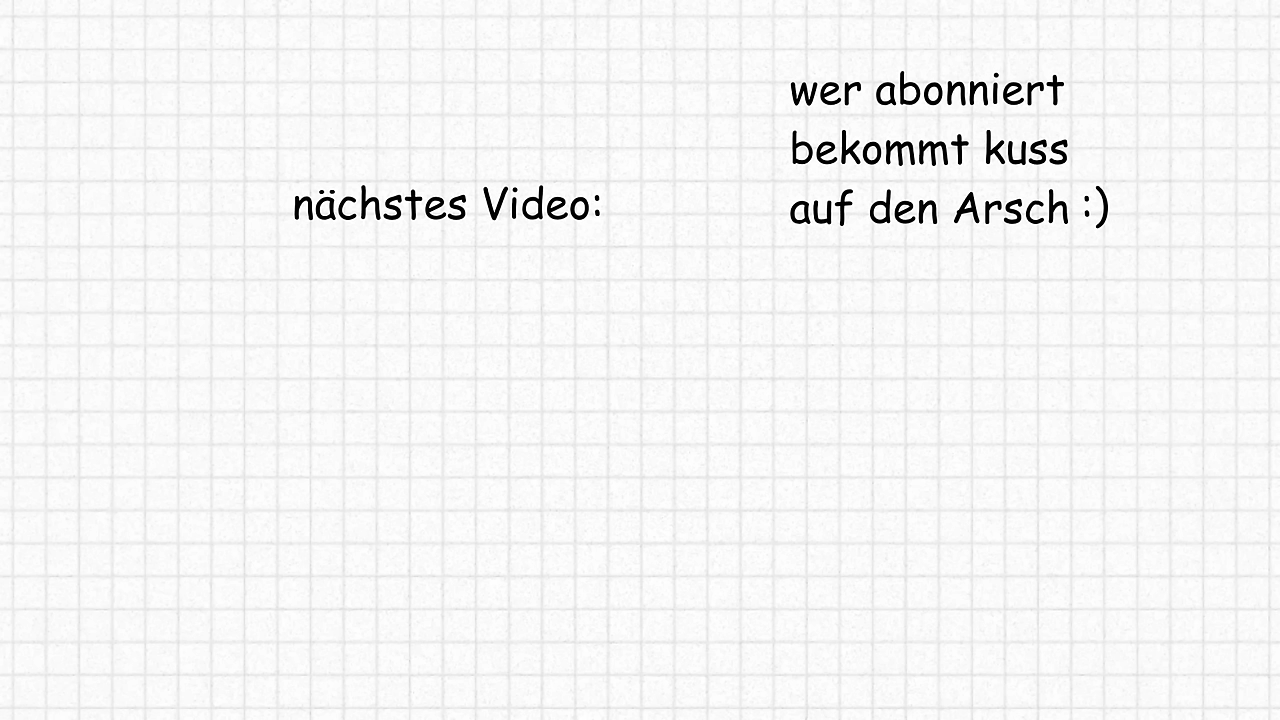 nächstes Video:
wer abonniert
bekommt kuss
auf den Arsch :)